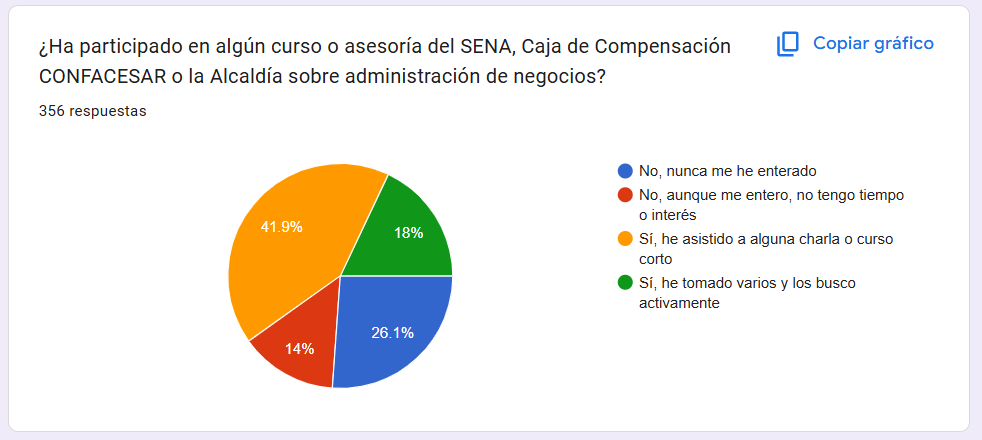 ¿Ha participado en algún curso o asesoría del SENA, Caja de Compensación
CONFACESAR o la Alcaldía sobre administración de negocios?
Copiar gráfico
356 respuestas
41.9%
18%
14%
26.1%
No, nunca me he enterado
No, aunque me entero, no tengo tiempo
o interés
Sí, he asistido a alguna charla o curso
corto
Sí, he tomado varios y los busco
activamente